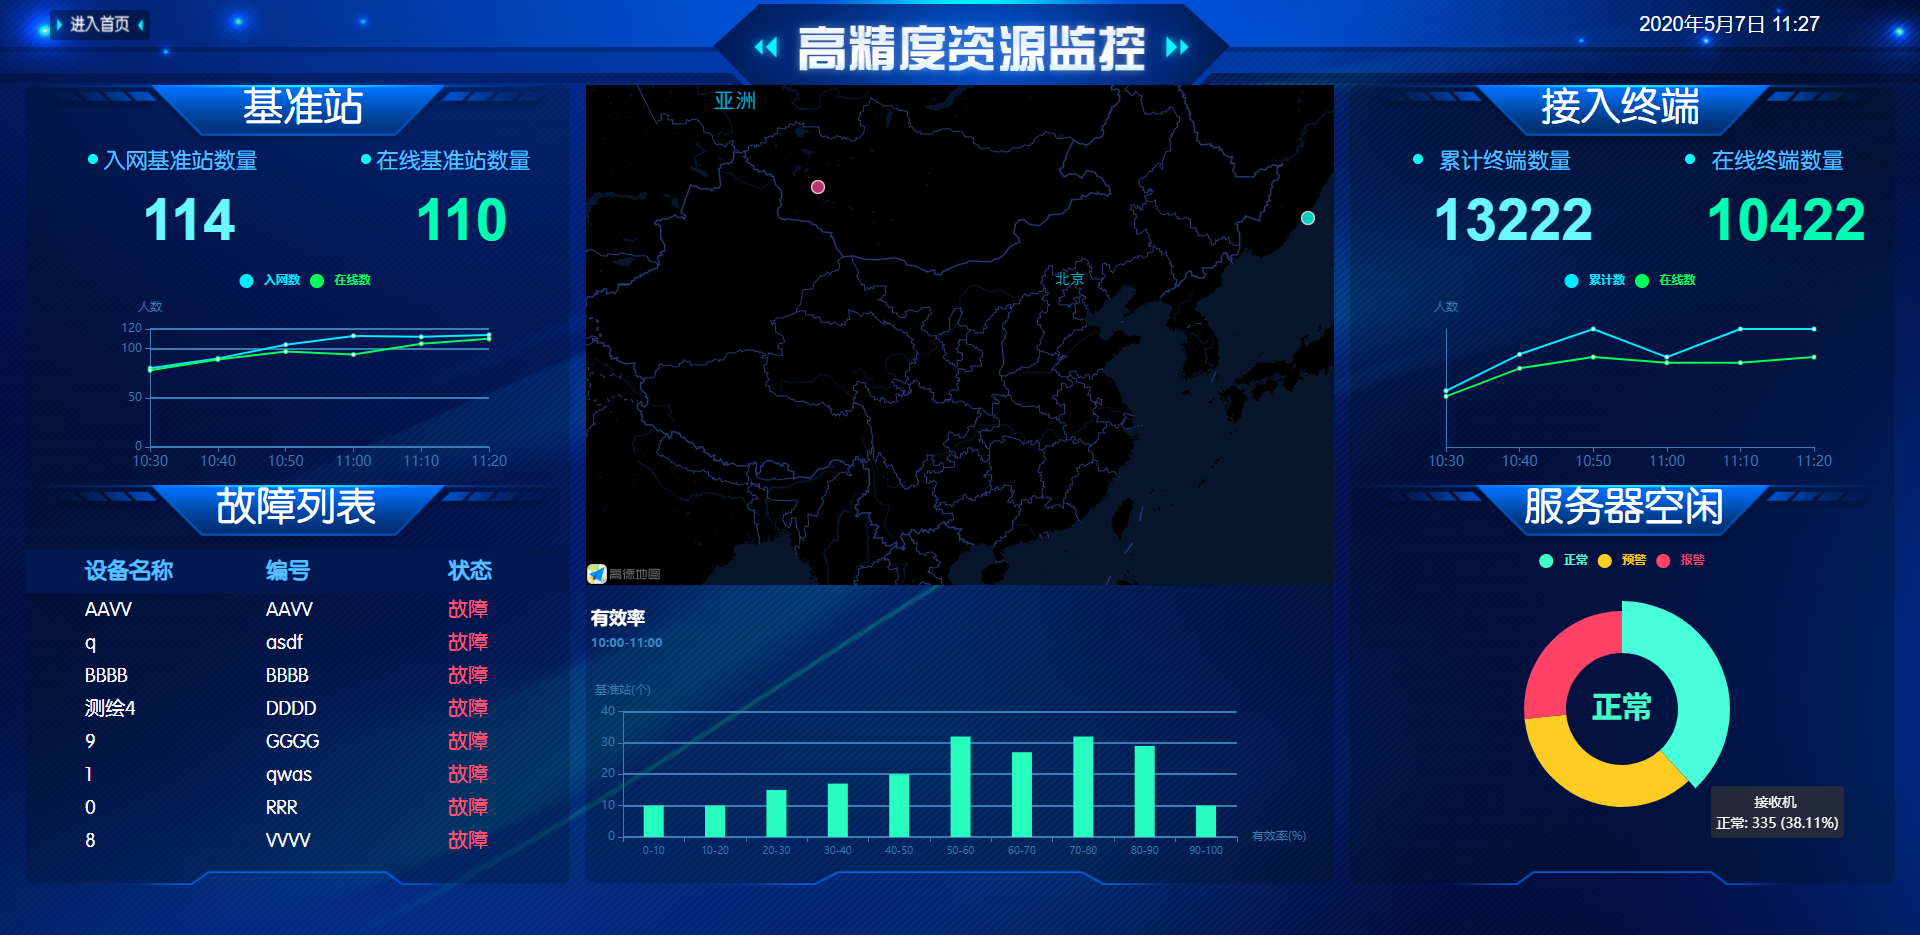 进入首页
高精度资源监控
2020年5月7日 11:27
基准站
入网基准站数量
在线基准站数量
114
110
入网数
在线数
人数
120
100
50
0
10:30
10:40
10:50
11:00
11:10
11:20
故障列表
设备名称 编号 状态
AAVV AAVV 故障
q asdf 故障
BBBB BBBB 故障
测绘4 DDDD 故障
9 GGGG 故障
1 qwas 故障
0 RRR 故障
8 VVVV 故障
亚洲
北京
高德地图
有效率
10:00-11:00
基准站(个)
40
30
20
10
0
0-10
10-20
20-30
30-40
40-50
50-60
60-70
70-80
80-90
90-100
有效率(%)
接入终端
累计终端数量
在线终端数量
13222
10422
累计数
在线数
人数
10:30
10:40
10:50
11:00
11:10
11:20
服务器空闲
正常
预警
报警
正常
接收机
正常: 335 (38.11%)